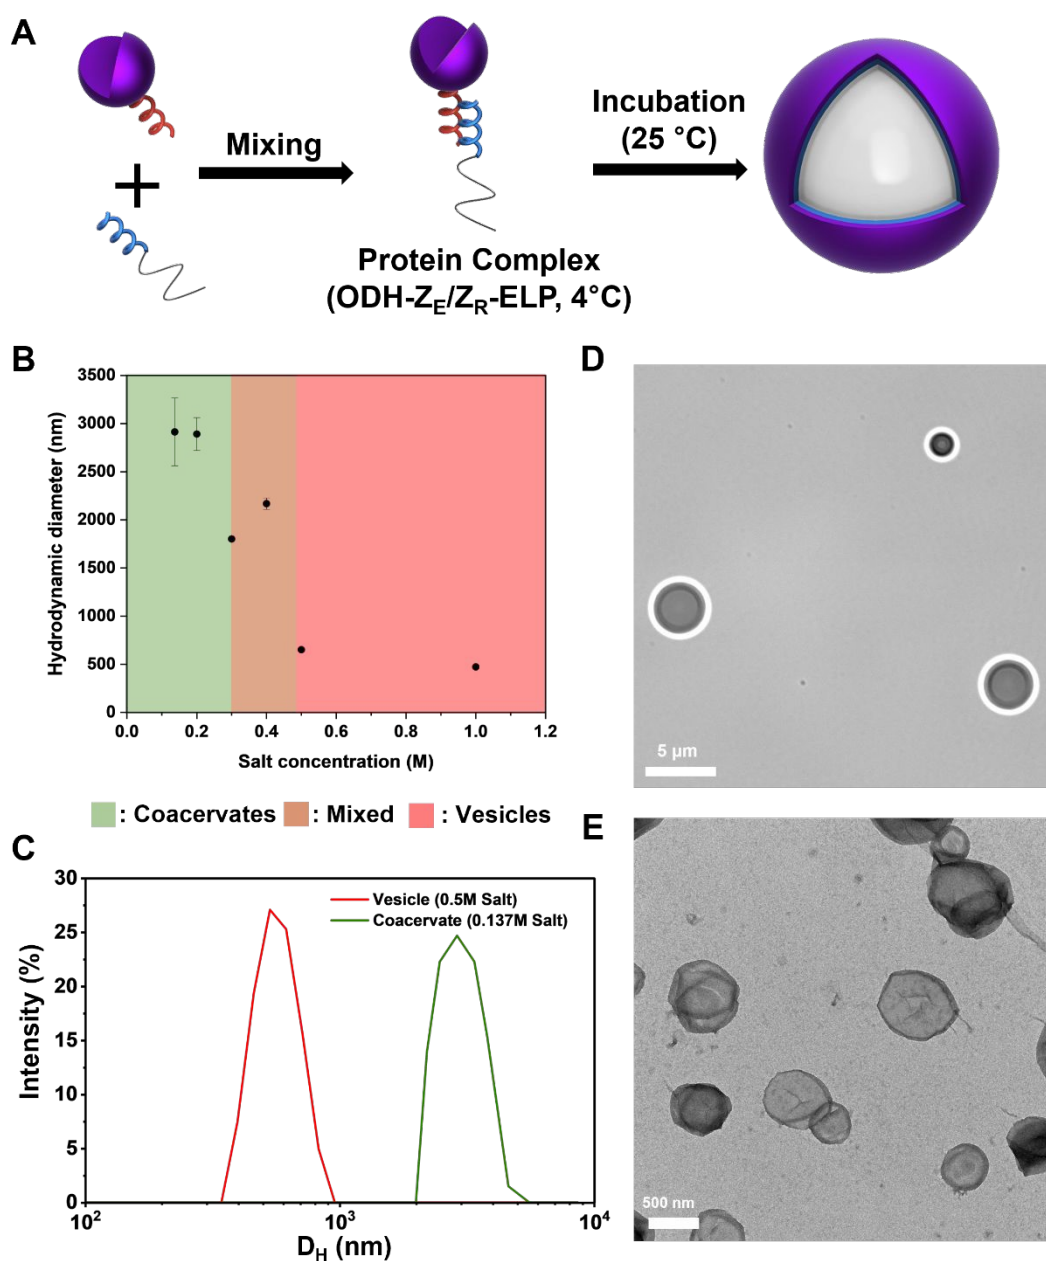 A
Mixing
Incubation
(25 °C)
Protein Complex
(ODH-Z_E/Z_R-ELP, 4°C)
B
Hydrodynamic diameter (nm)
3500
3000
2500
2000
1500
1000
500
0
0.0 0.2 0.4 0.6 0.8 1.0 1.2
Salt concentration (M)
: Coacervates : Mixed : Vesicles
C
Intensity (%)
30
25
20
15
10
5
0
Vesicle (0.5M Salt)
Coacervate (0.137M Salt)
10² 10³ 10⁴
D_H (nm)
D
5 µm
E
500 nm